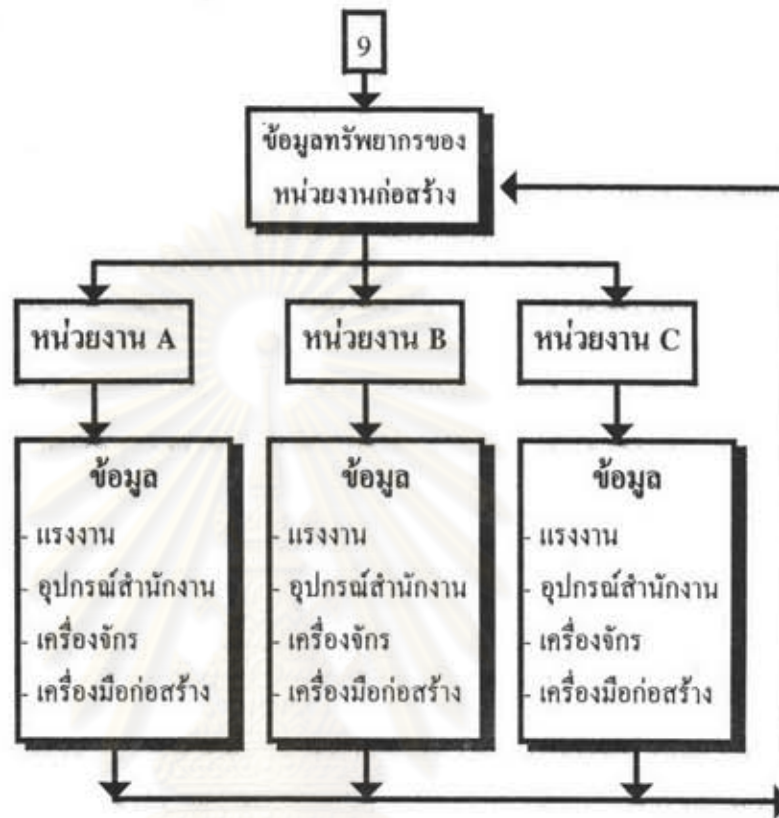 9
ข้อมูลทรัพยากรของ
หน่วยงานก่อสร้าง
หน่วยงาน A
หน่วยงาน B
หน่วยงาน C
ข้อมูล
- แรงงาน
- อุปกรณ์สำนักงาน
- เครื่องจักร
- เครื่องมือก่อสร้าง
ข้อมูล
- แรงงาน
- อุปกรณ์สำนักงาน
- เครื่องจักร
- เครื่องมือก่อสร้าง
ข้อมูล
- แรงงาน
- อุปกรณ์สำนักงาน
- เครื่องจักร
- เครื่องมือก่อสร้าง